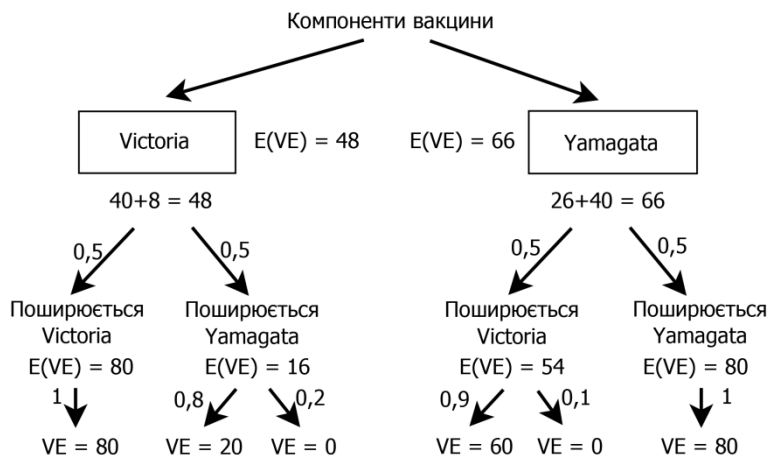 Компоненти вакцини
Victoria E(VE) = 48 E(VE) = 66 Yamagata
40+8 = 48 26+40 = 66
0,5 0,5 0,5 0,5
Поширюється Поширюється Поширюється Поширюється
Victoria Yamagata Victoria Yamagata
E(VE) = 80 E(VE) = 16 E(VE) = 54 E(VE) = 80
1 0,8 0,2 0,9 0,1 1
VE = 80 VE = 20 VE = 0 VE = 60 VE = 0 VE = 80